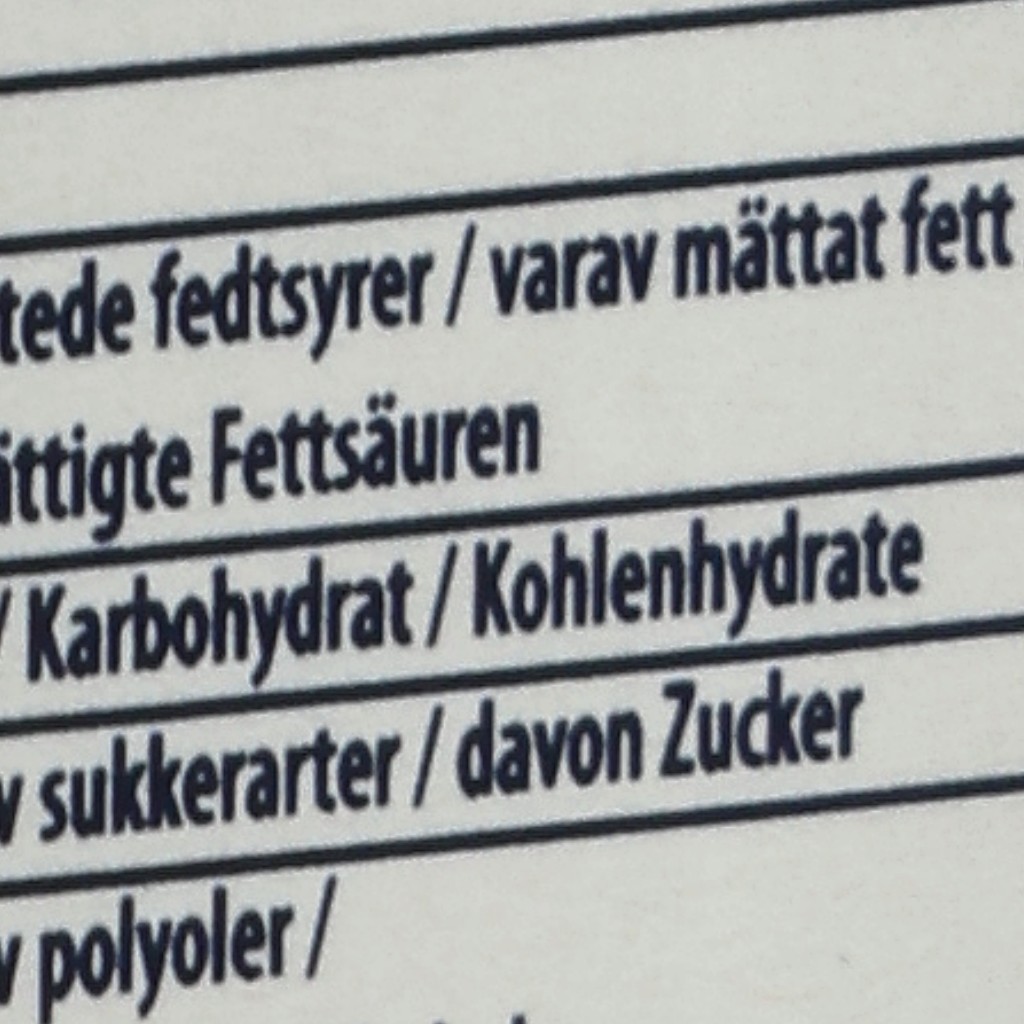 tede fedtsyrer / varav mättat fett
ättigte Fettsäuren
/ Karbohydrat / Kohlenhydrate
v sukkerarter / davon Zucker
v polyoler /